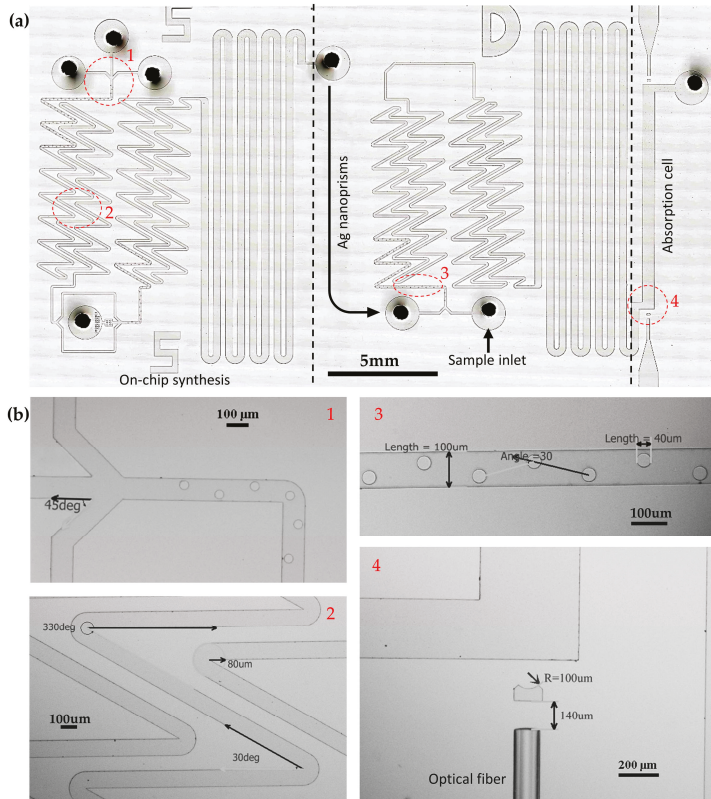 (a)
S
D
1
2
3
4
Ag nanoprisms
Absorption cell
5mm
Sample inlet
On-chip synthesis
S
(b)
100 μm
1
45deg
2
330deg
80um
100um
30deg
3
Length = 100um
Length = 40um
Angle =30
100um
4
R=100um
140um
Optical fiber
200 μm